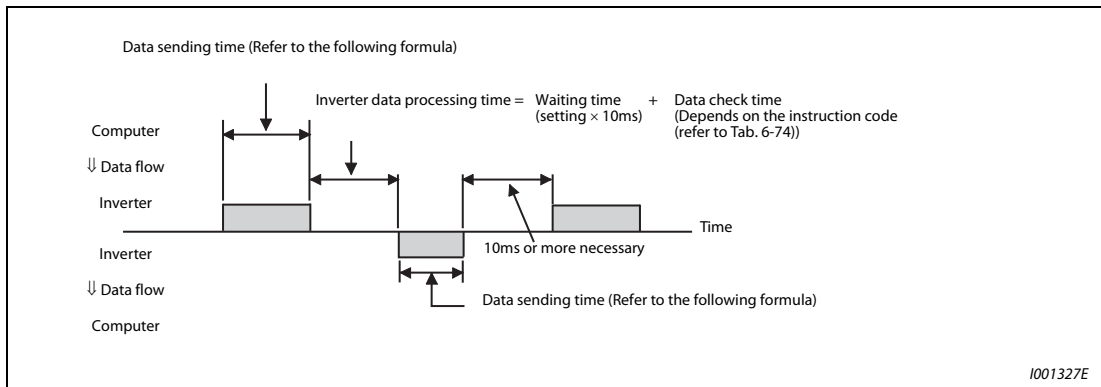 Data sending time (Refer to the following formula)
Inverter data processing time = Waiting time + Data check time
(setting × 10ms) (Depends on the instruction code
(refer to Tab. 6-74))
Computer
⇓ Data flow
Inverter
Time
Inverter
10ms or more necessary
⇓ Data flow
Data sending time (Refer to the following formula)
Computer
I001327E